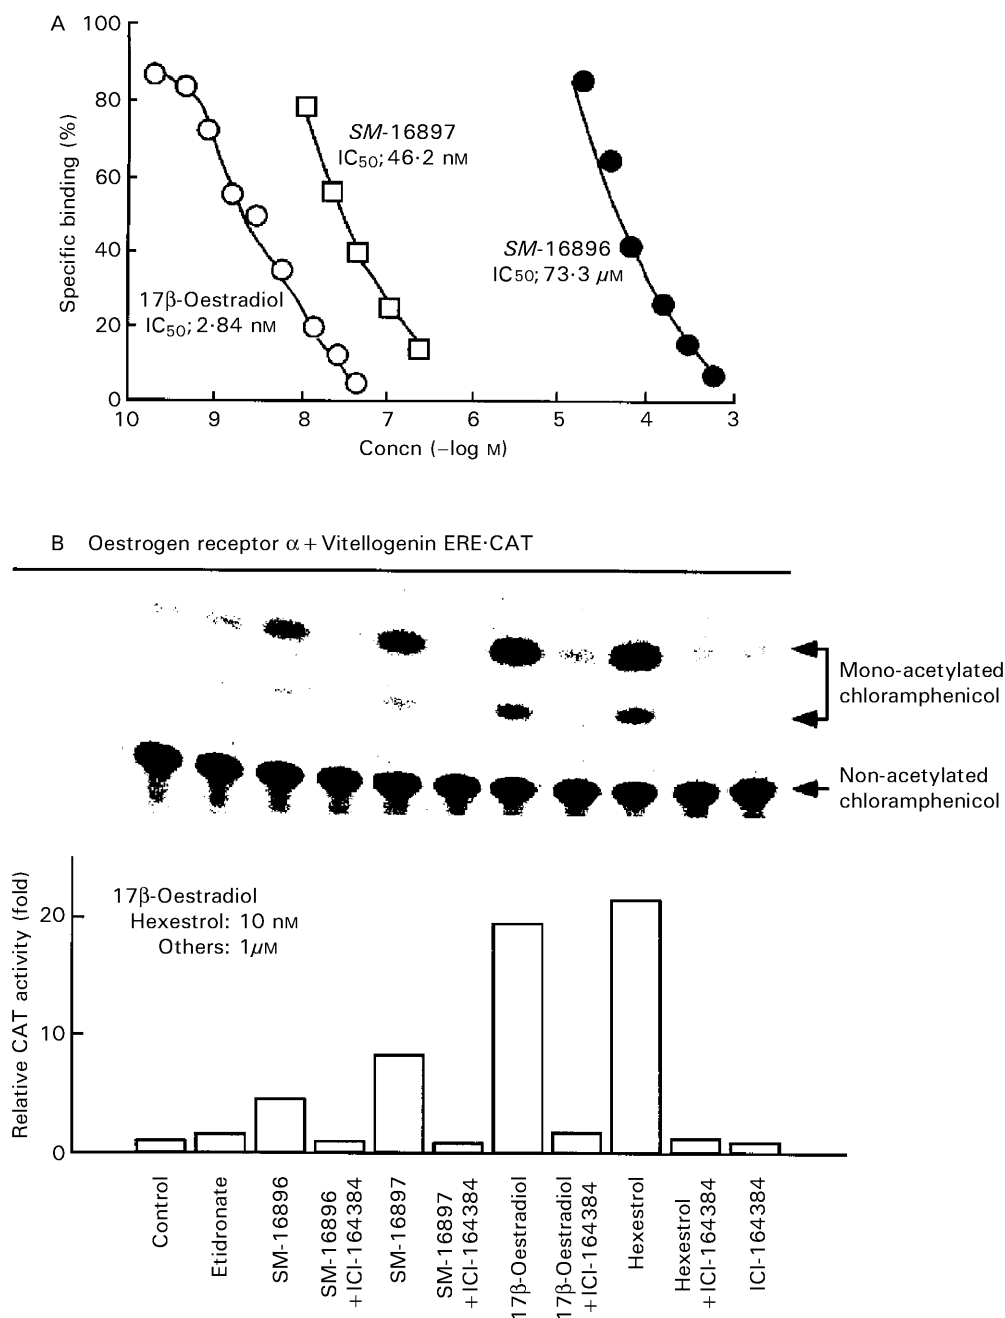 A
100
80
60
40
20
0
Specific binding (%)
SM-16897
IC50; 46·2 nM
SM-16896
IC50; 73·3 µM
17β-Oestradiol
IC50; 2·84 nM
10 9 8 7 6 5 4 3
Concn (−log M)
B Oestrogen receptor α + Vitellogenin ERE·CAT
Mono-acetylated
chloramphenicol
Non-acetylated
chloramphenicol
Relative CAT activity (fold)
20
10
0
17β-Oestradiol
Hexestrol: 10 nM
Others: 1µM
Control
Etidronate
SM-16896
SM-16896
+ICI-164384
SM-16897
SM-16897
+ICI-164384
17β-Oestradiol
17β-Oestradiol
+ICI-164384
Hexestrol
Hexestrol
+ICI-164384
ICI-164384